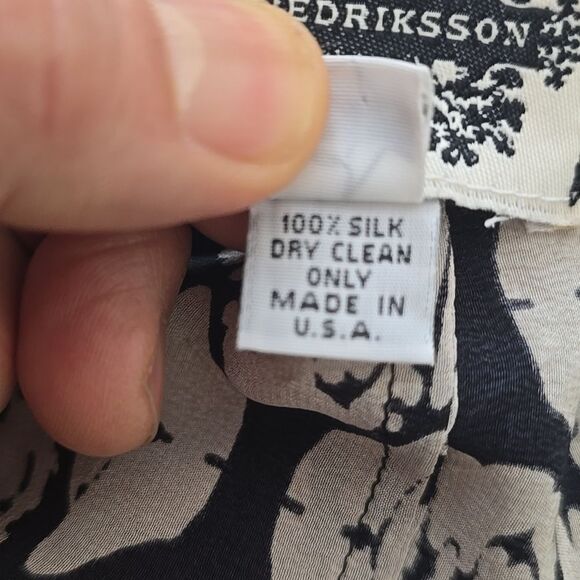 EDRIKSSON
100% SILK
DRY CLEAN
ONLY
MADE IN
U.S.A.